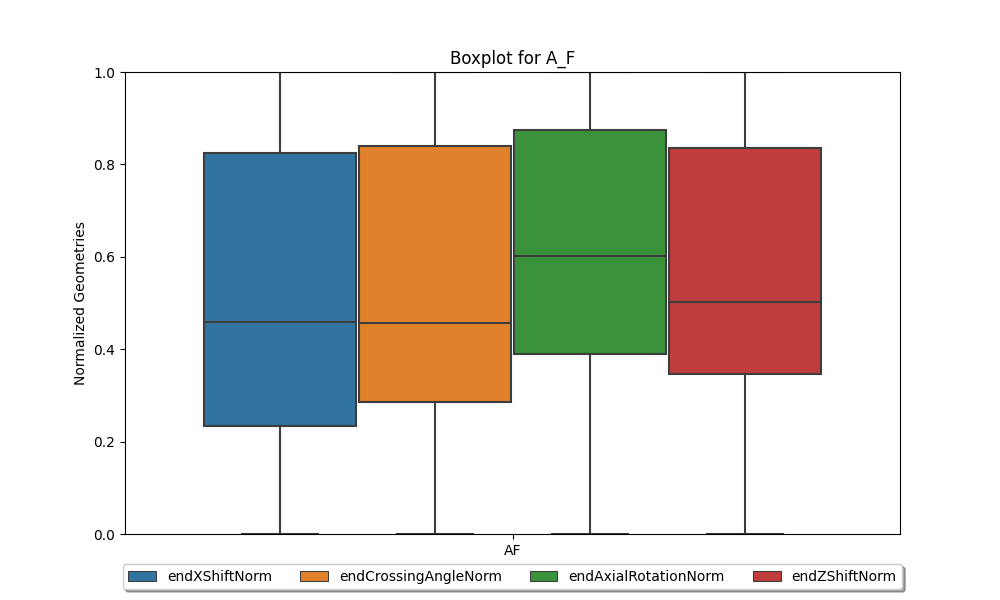 Boxplot for A_F
1.0
0.8
0.6
0.4
0.2
0.0
Normalized Geometries
AF
endXShiftNorm endCrossingAngleNorm endAxialRotationNorm endZShiftNorm